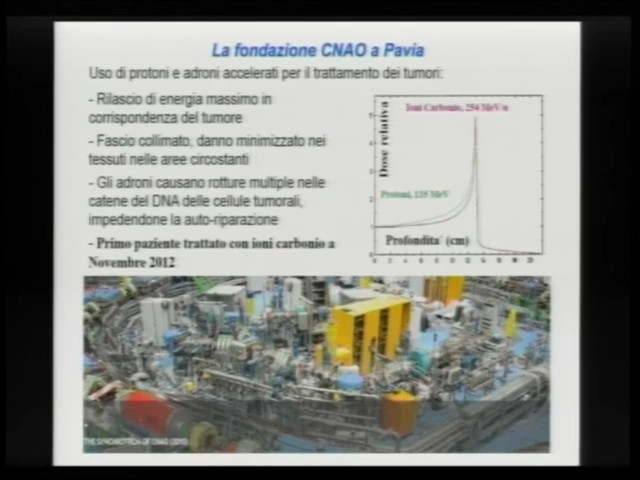 La fondazione CNAO a Pavia
Uso di protoni e adroni accelerati per il trattamento dei tumori:
- Rilascio di energia massimo in
corrispondenza del tumore
- Fascio collimato, danno minimizzato nei
tessuti nelle aree circostanti
- Gli adroni causano rotture multiple nelle
catene del DNA delle cellule tumorali,
impedendone la auto-riparazione
- Primo paziente trattato con ioni carbonio a
Novembre 2012
Ioni Carbonio, 254 MeV/n
Dose relativa
Protoni, 135 MeV
Profondita` (cm)
THE SYNCHROTRON OF CNAO